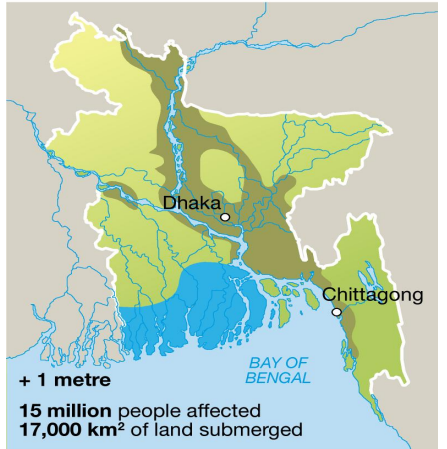 Dhaka
Chittagong
BAY OF
BENGAL
+ 1 metre
15 million people affected
17,000 km² of land submerged